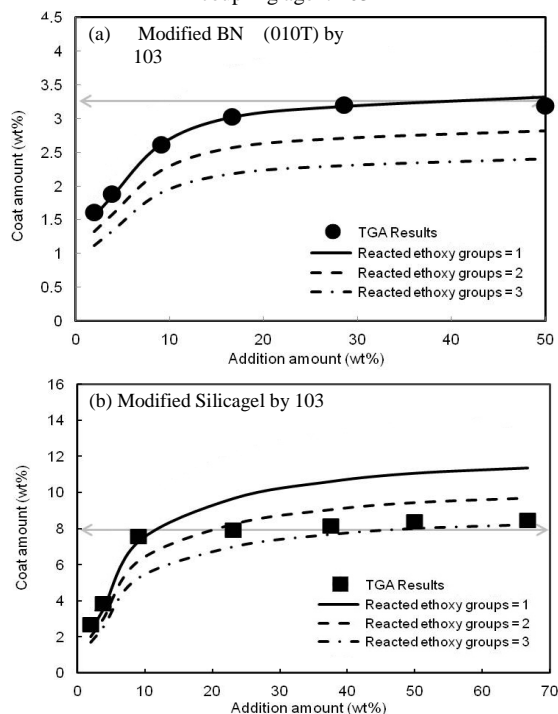 (a) Modified BN (010T) by
103
4.5
4
3.5
3
2.5
2
1.5
1
0.5
0
Coat amount (wt%)
TGA Results
Reacted ethoxy groups = 1
Reacted ethoxy groups = 2
Reacted ethoxy groups = 3
0 10 20 30 40 50
Addition amount (wt%)
(b) Modified Silicagel by 103
16
14
12
10
8
6
4
2
0
Coat amount (wt%)
TGA Results
Reacted ethoxy groups = 1
Reacted ethoxy groups = 2
Reacted ethoxy groups = 3
0 10 20 30 40 50 60 70
Addition amount (wt%)